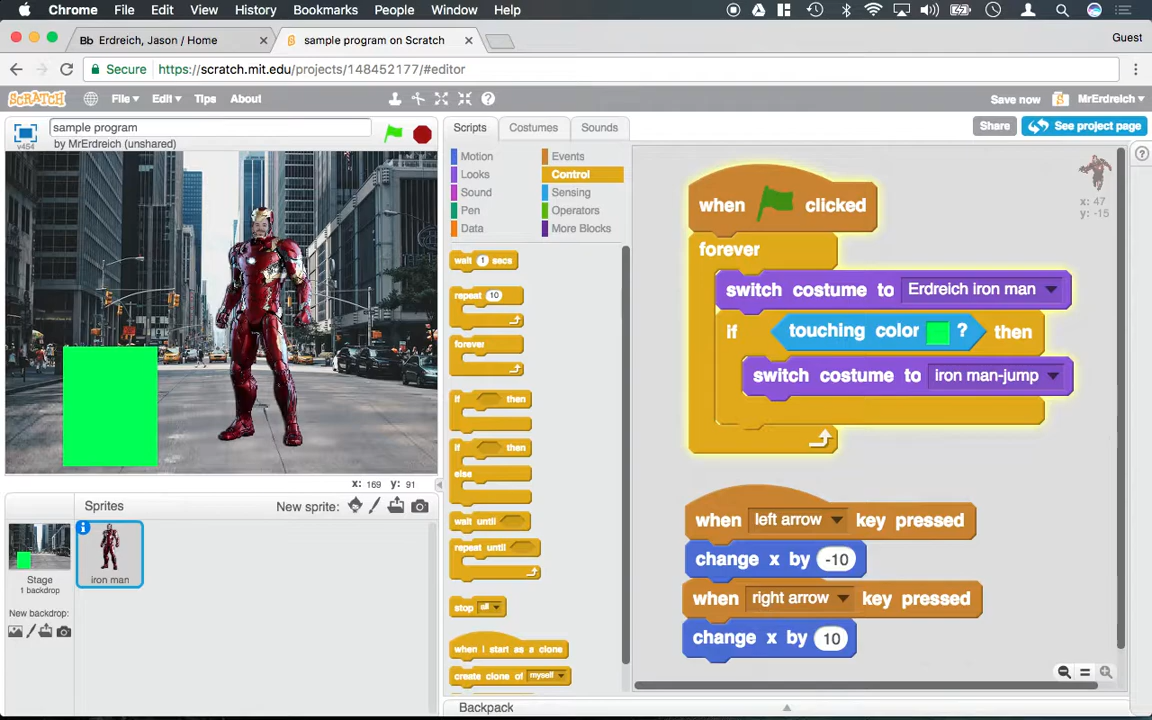 Chrome File Edit View History Bookmarks People Window Help
Bb Erdreich, Jason / Home
sample program on Scratch
Guest
Secure https://scratch.mit.edu/projects/148452177/#editor
SCRATCH File Edit Tips About
Save now MrErdreich
v454
sample program
by MrErdreich (unshared)
Scripts Costumes Sounds
Share See project page
Motion Events
Looks Control
Sound Sensing
Pen Operators
Data More Blocks
wait 1 secs
repeat 10
forever
if then
if then
else
wait until
repeat until
stop all
when I start as a clone
create clone of myself
when clicked
forever
switch costume to Erdreich iron man
if touching color ? then
switch costume to iron man-jump
when left arrow key pressed
change x by -10
when right arrow key pressed
change x by 10
x: 47
y: -15
x: 169 y: 91
Sprites New sprite:
Stage
1 backdrop
New backdrop:
iron man
Backpack